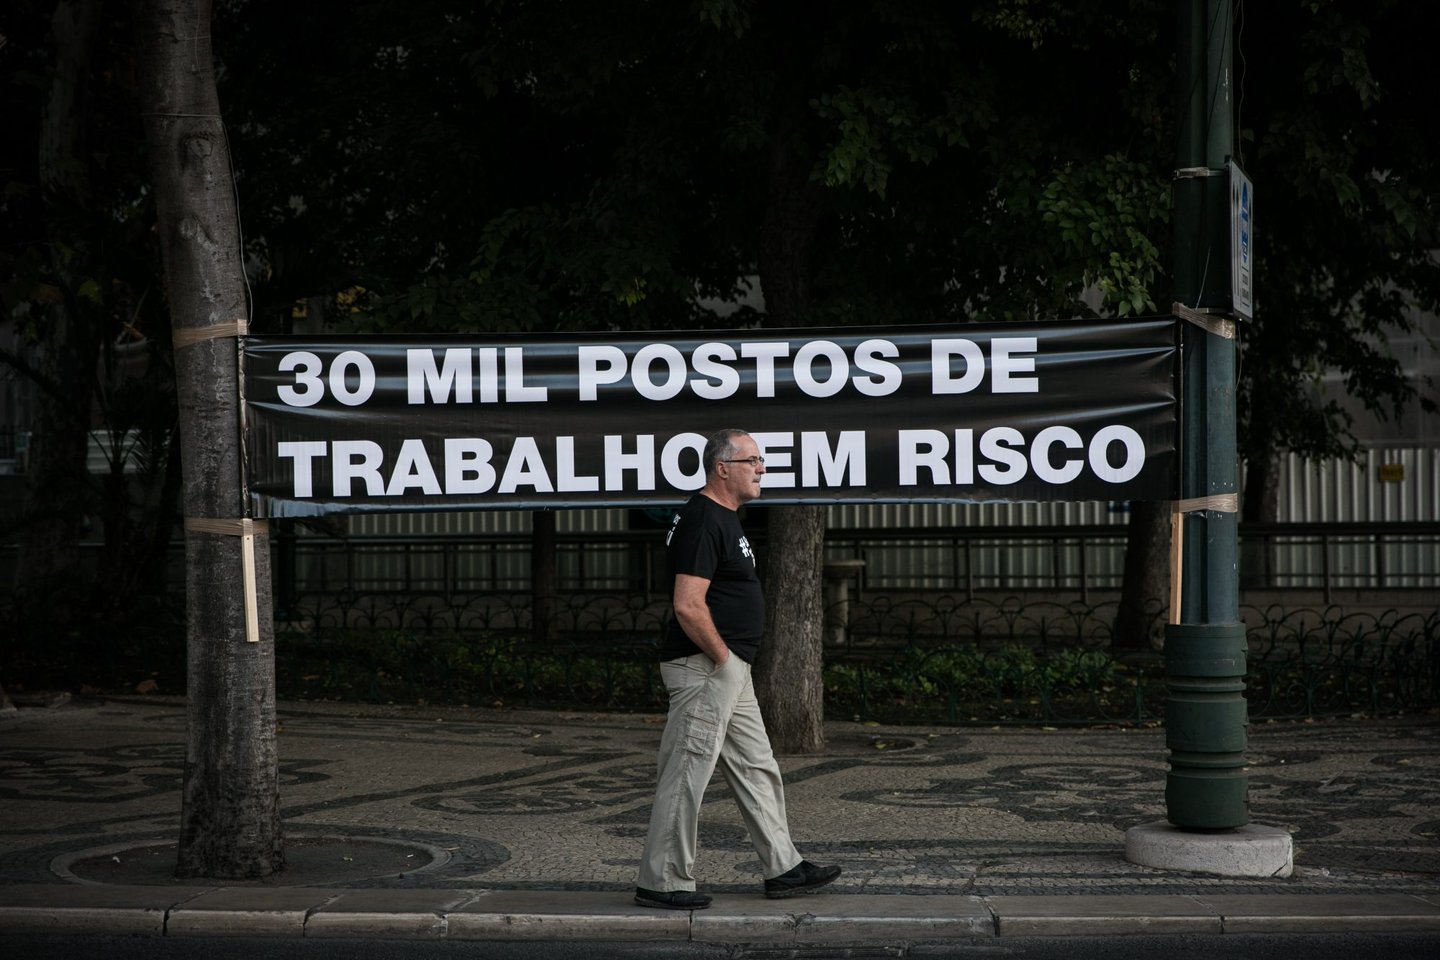 30 MIL POSTOS DE
TRABALHO EM RISCO